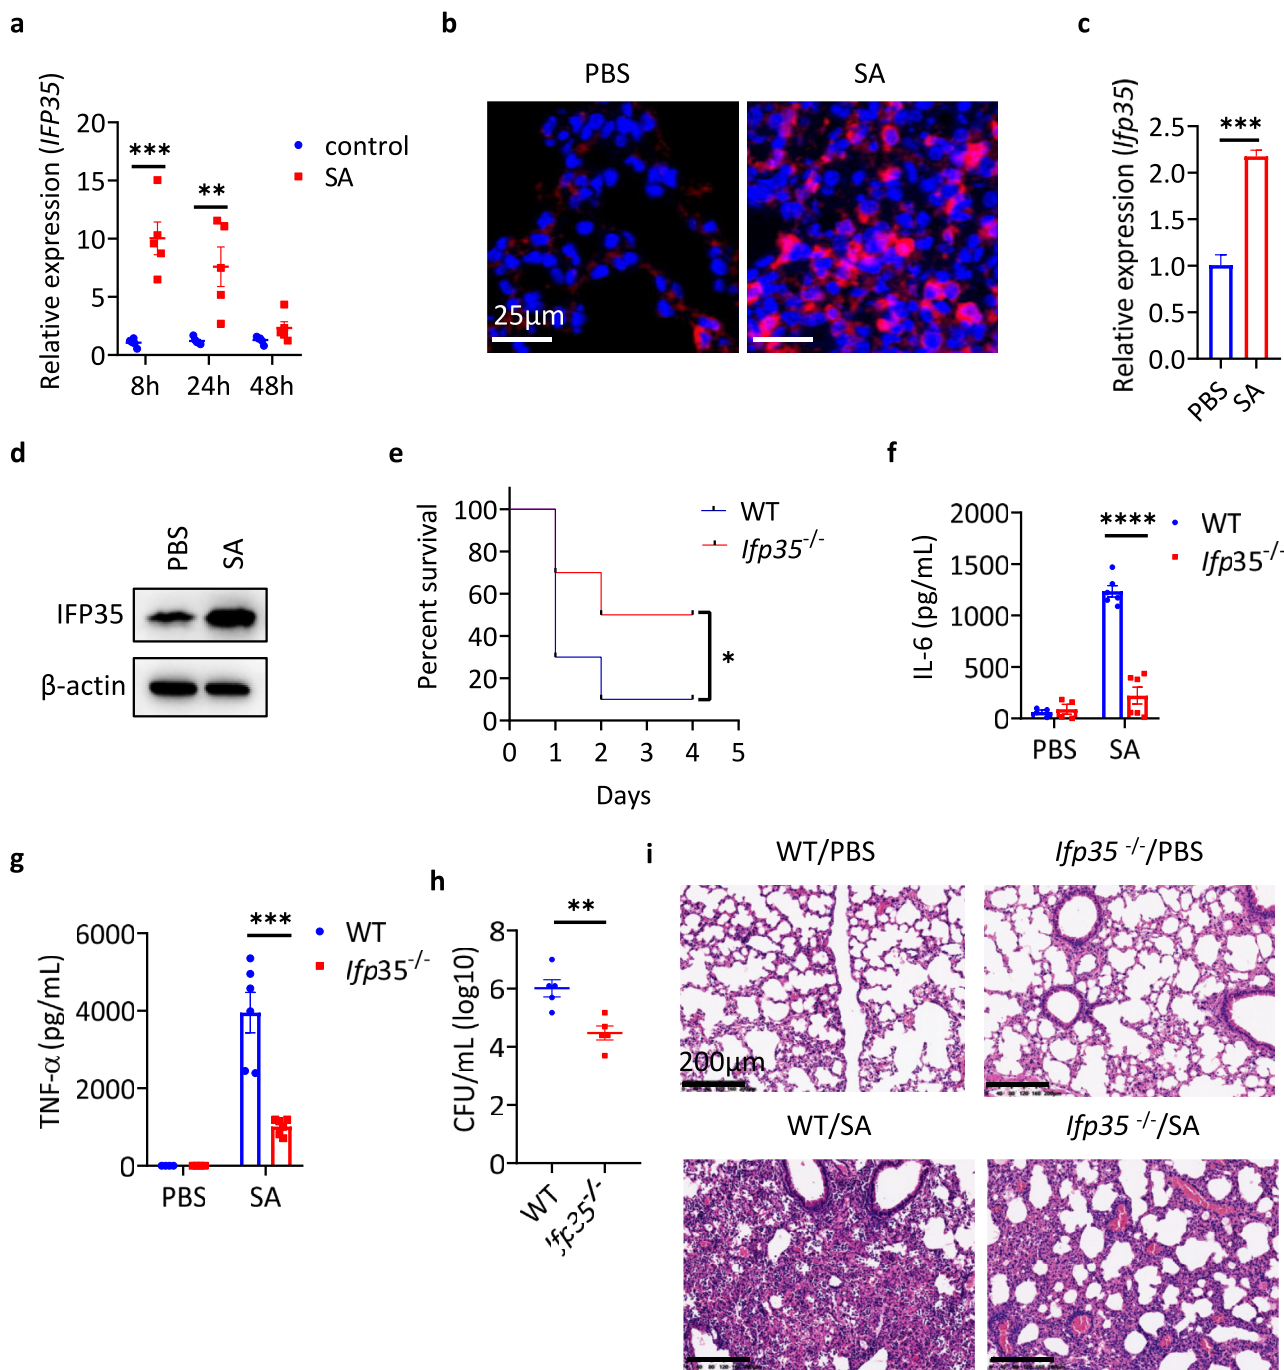 a
Relative expression (IFP35)
20
15
10
5
0
***
**
control
SA
8h
24h
48h
b
PBS
SA
25μm
c
Relative expression (Ifp35)
2.5
2.0
1.5
1.0
0.5
0.0
***
PBS
SA
d
PBS
SA
IFP35
β-actin
e
Percent survival
100
80
60
40
20
0
0 1 2 3 4 5
Days
WT
Ifp35-/-
*
f
IL-6 (pg/mL)
2000
1500
1000
500
0
****
WT
Ifp35-/-
PBS
SA
g
TNF-α (pg/mL)
6000
4000
2000
0
***
WT
Ifp35-/-
PBS
SA
h
CFU/mL (log10)
8
6
4
2
0
**
WT
Ifp35-/-
i
WT/PBS
Ifp35 -/-/PBS
200μm
WT/SA
Ifp35 -/-/SA